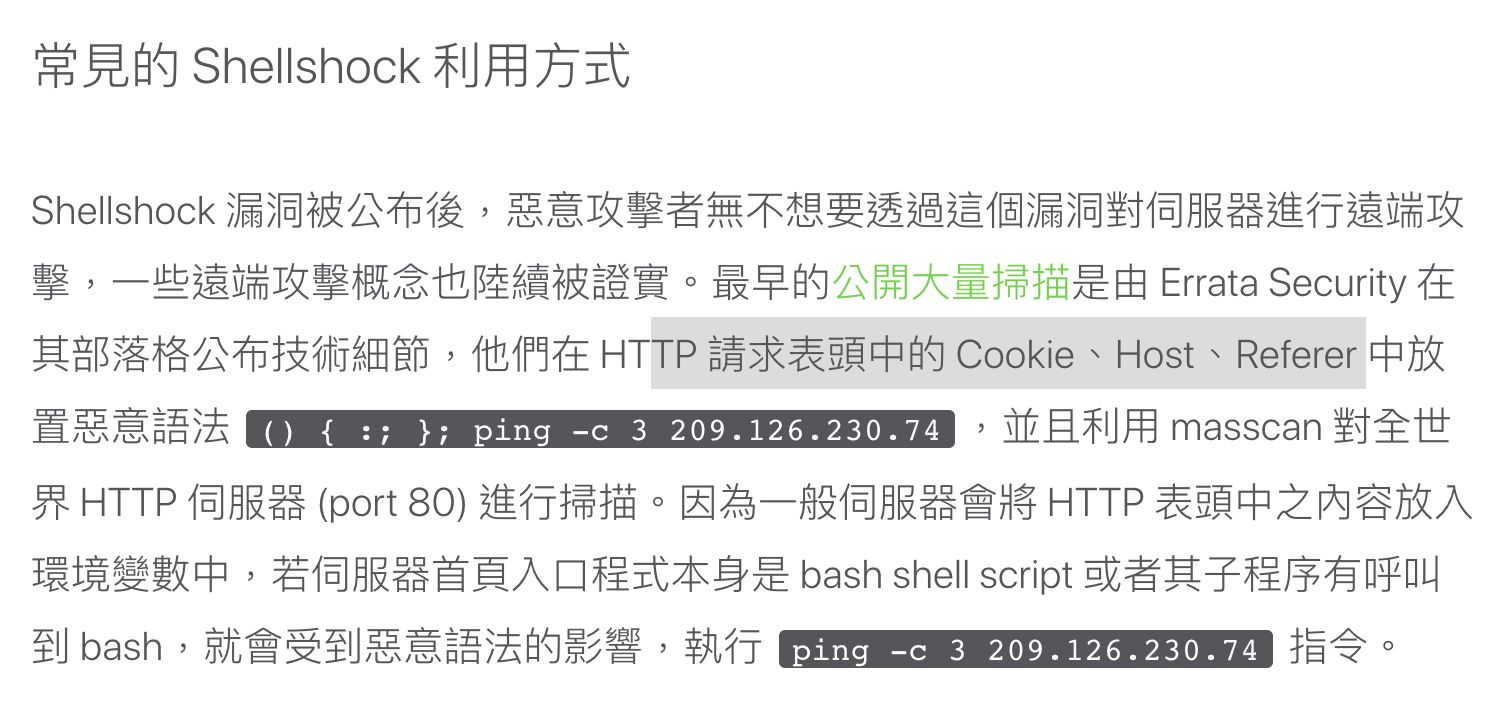 常見的 Shellshock 利用方式
Shellshock 漏洞被公布後，惡意攻擊者無不想要透過這個漏洞對伺服器進行遠端攻
擊，一些遠端攻擊概念也陸續被證實。最早的公開大量掃描是由 Errata Security 在
其部落格公布技術細節，他們在 HTTP 請求表頭中的 Cookie、Host、Referer 中放
置惡意語法 () { :; }; ping -c 3 209.126.230.74 ，並且利用 masscan 對全世
界 HTTP 伺服器 (port 80) 進行掃描。因為一般伺服器會將 HTTP 表頭中之內容放入
環境變數中，若伺服器首頁入口程式本身是 bash shell script 或者其子程序有呼叫
到 bash，就會受到惡意語法的影響，執行 ping -c 3 209.126.230.74 指令。